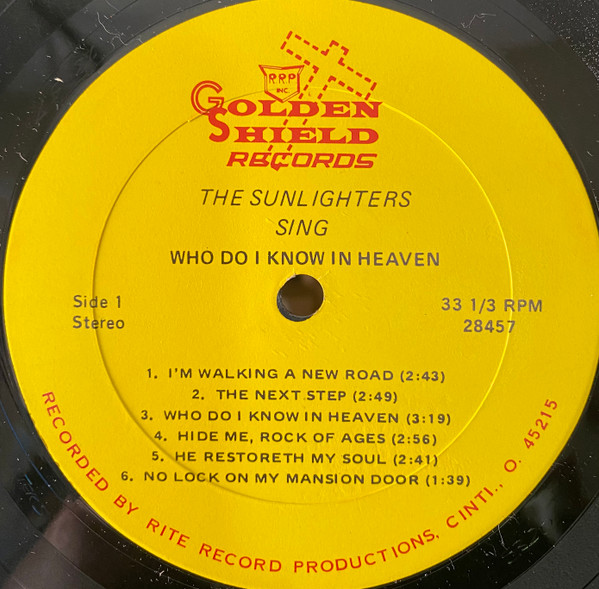 R.R.P
INC.
GOLDEN
SHIELD
RECORDS
THE SUNLIGHTERS
SING
WHO DO I KNOW IN HEAVEN
Side 1
Stereo
33 1/3 RPM
28457
1. I'M WALKING A NEW ROAD (2:43)
2. THE NEXT STEP (2:49)
3. WHO DO I KNOW IN HEAVEN (3:19)
4. HIDE ME, ROCK OF AGES (2:56)
5. HE RESTORETH MY SOUL (2:41)
6. NO LOCK ON MY MANSION DOOR (1:39)
RECORDED BY RITE RECORD PRODUCTIONS, CINTI., O. 45215